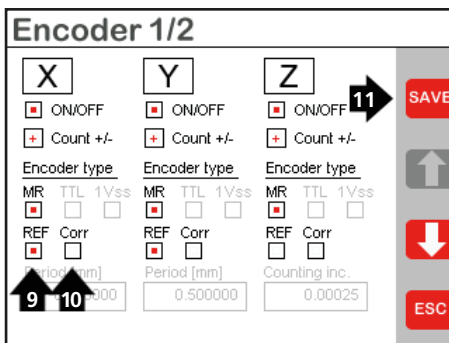 Encoder 1/2
X Y Z
ON/OFF ON/OFF ON/OFF 11 SAVE
+ Count +/- + Count +/- + Count +/-
Encoder type Encoder type Encoder type
MR TTL 1Vss MR TTL 1Vss MR TTL 1Vss
REF Corr REF Corr REF Corr
Period [mm] Period [mm] Counting inc.
9 10 0.500000 0.00025
ESC